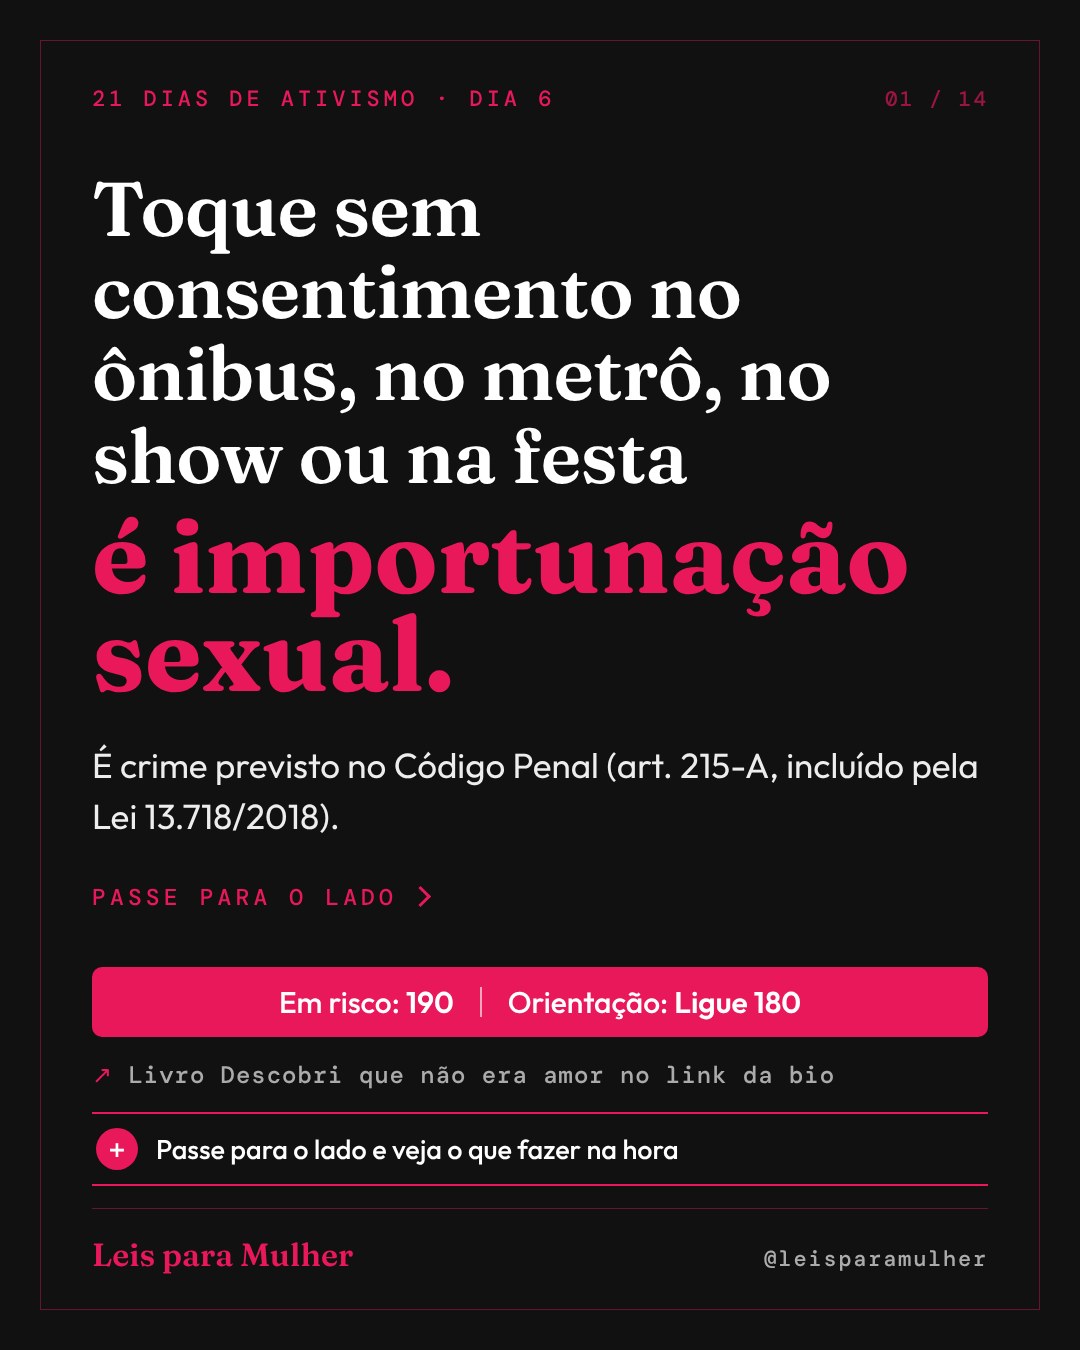 21 DIAS DE ATIVISMO · DIA 6
01 / 14
Toque sem
consentimento no
ônibus, no metrô, no
show ou na festa
é importunação
sexual.
É crime previsto no Código Penal (art. 215-A, incluído pela
Lei 13.718/2018).
PASSE PARA O LADO >
Em risco: 190 | Orientação: Ligue 180
↗ Livro Descobri que não era amor no link da bio
+ Passe para o lado e veja o que fazer na hora
Leis para Mulher
@leisparamulher